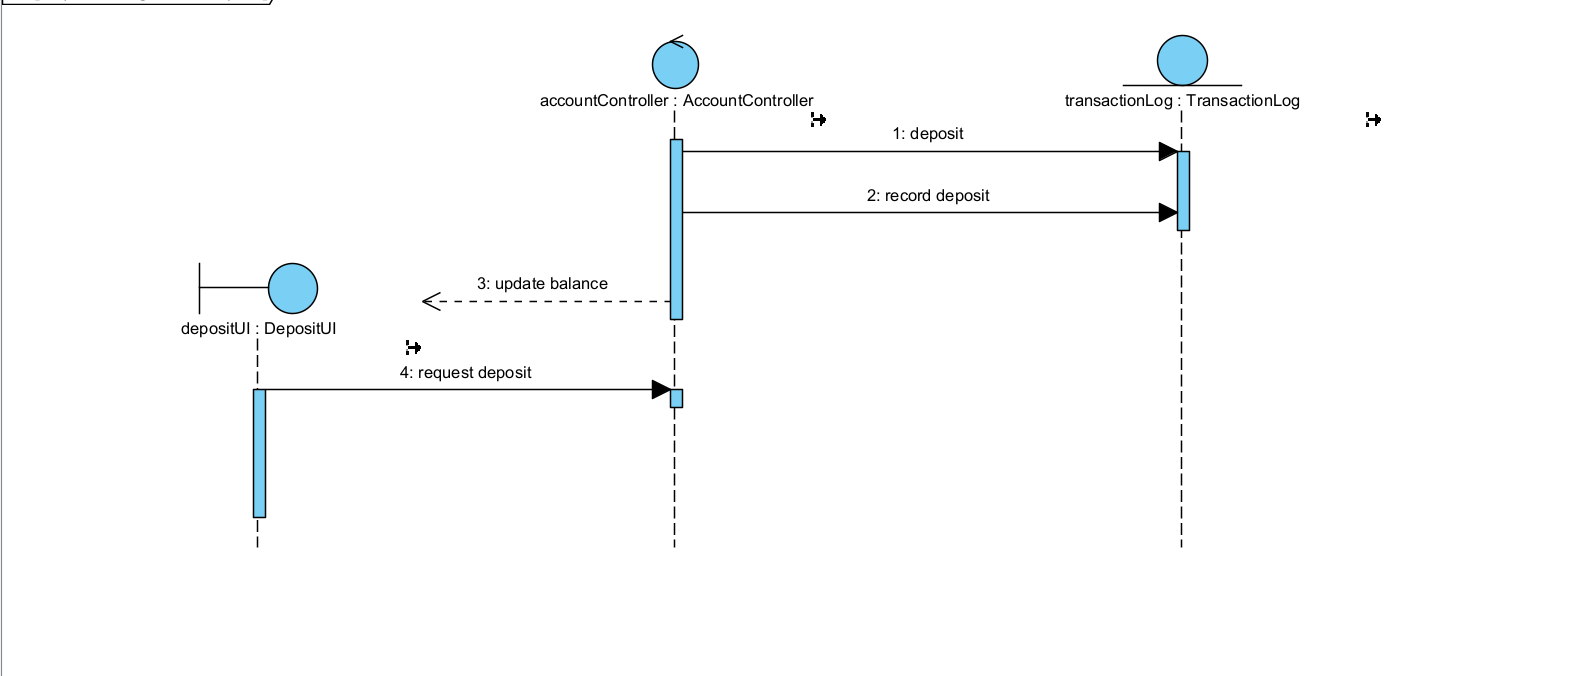 accountController : AccountController
transactionLog : TransactionLog
1: deposit
2: record deposit
3: update balance
depositUI : DepositUI
4: request deposit